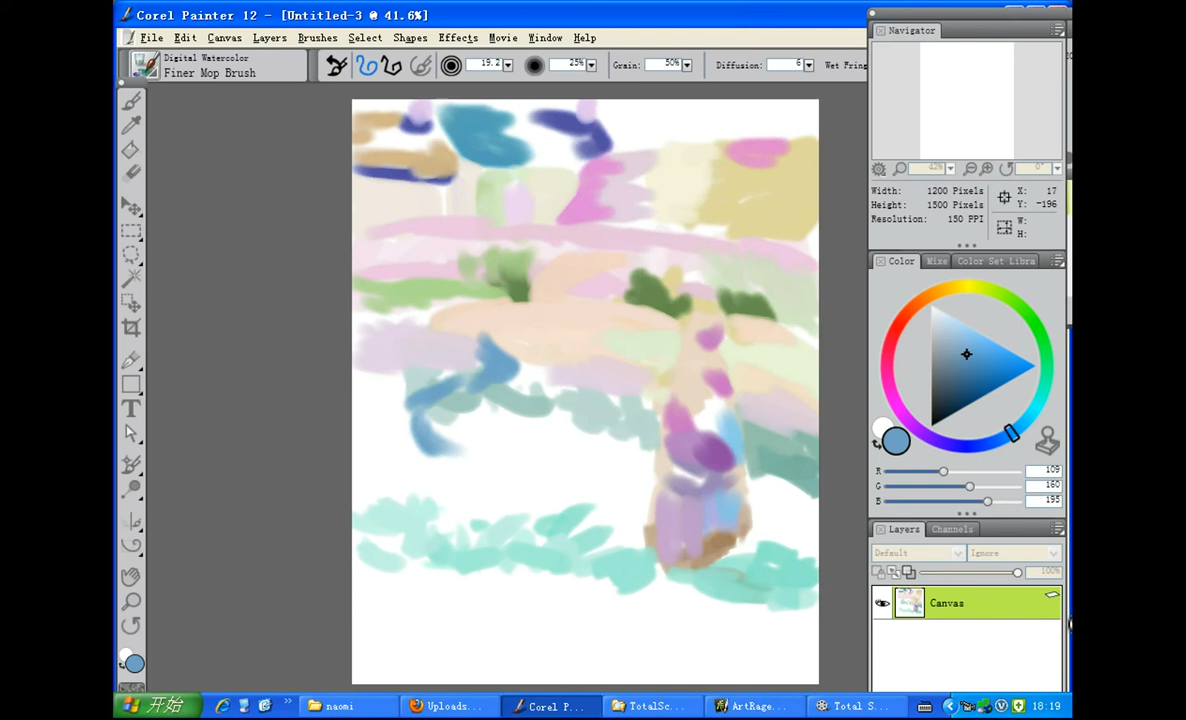 Corel Painter 12 - [Untitled-3 @ 41.6%]
File Edit Canvas Layers Brushes Select Shapes Effects Movie Window Help
Digital Watercolor
Finer Mop Brush
19.2 25% Grain: 50% Diffusion: 6 Wet Fring
Navigator
42% 0°
Width: 1200 Pixels X: 17
Height: 1500 Pixels Y: -196
Resolution: 150 PPI W:
H:
Color Mixe Color Set Libra
R 109
G 160
B 195
Layers Channels
Default Ignore
100%
Canvas
T
开始 » naomi Uploads... Corel P... TotalSc... ArtRage... Total S... 18:19